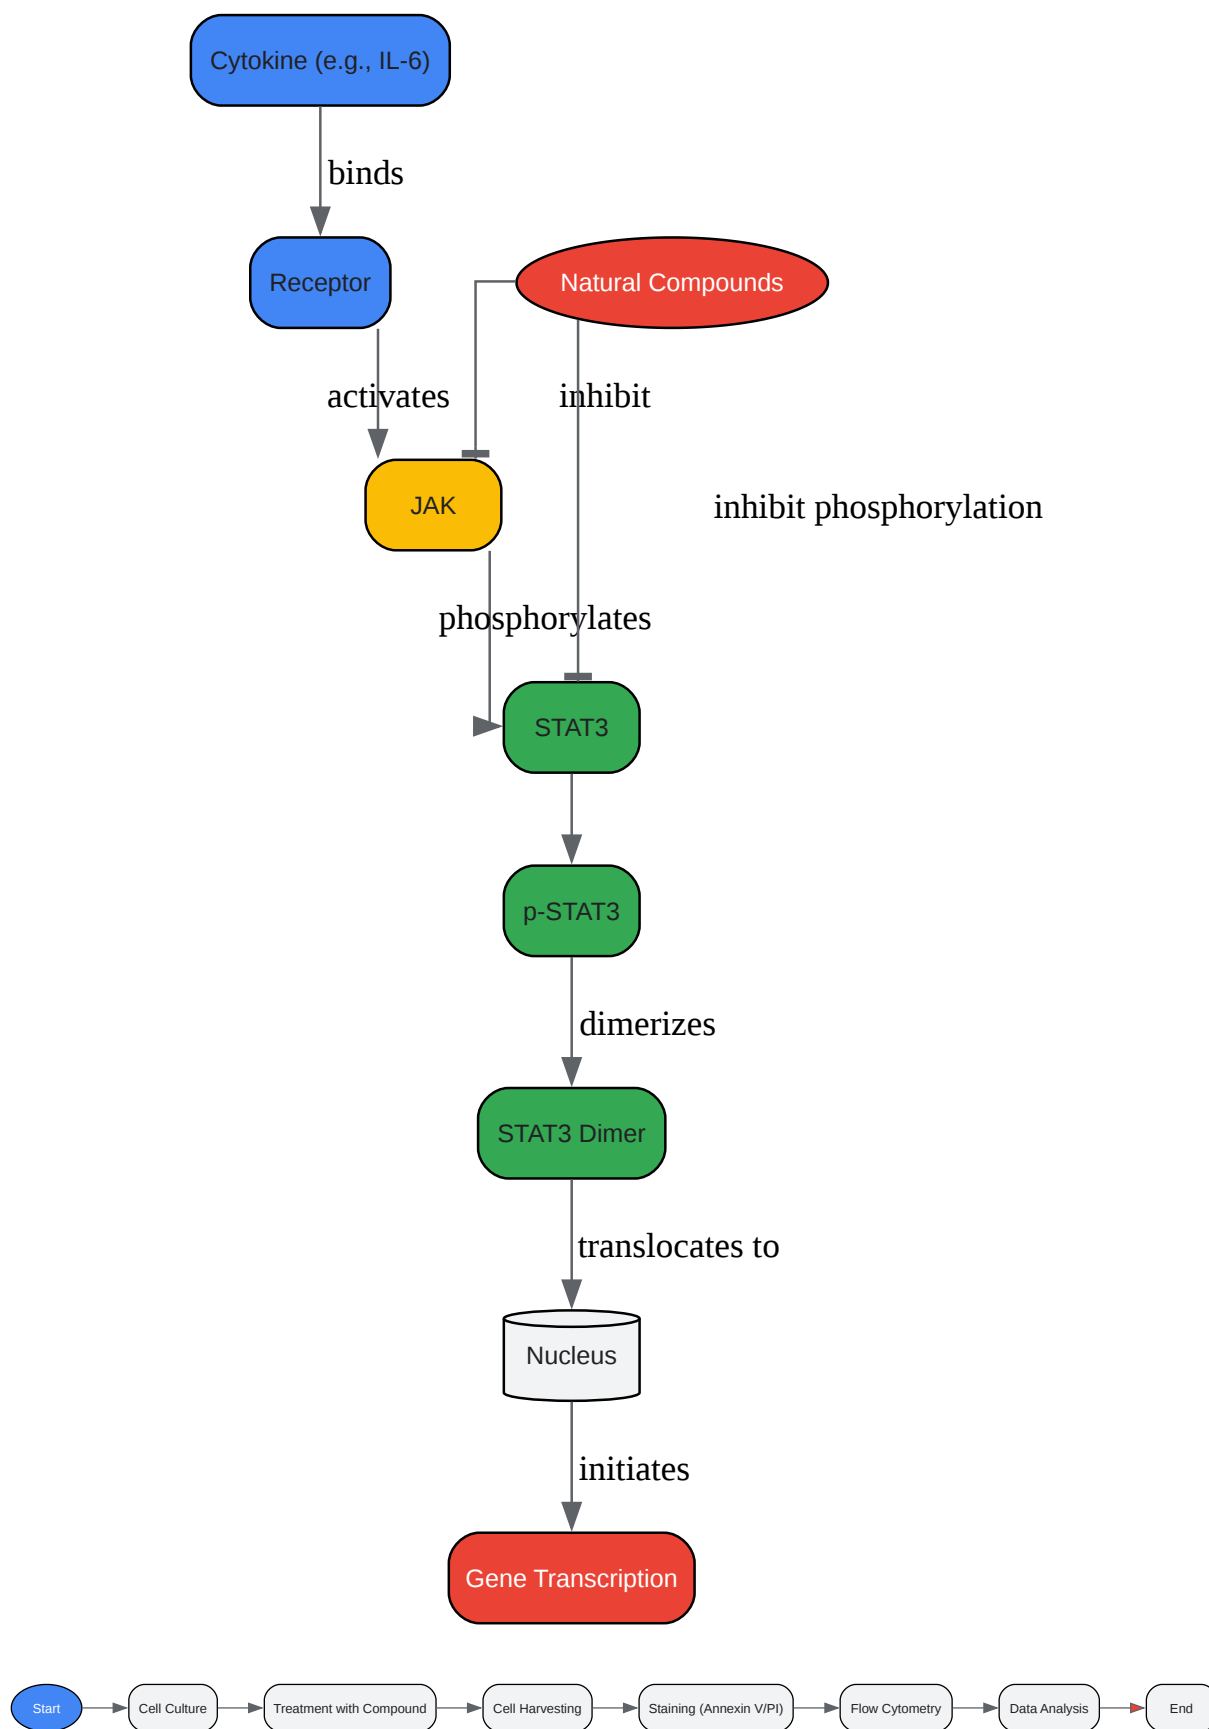 Cytokine (e.g., IL-6)
binds
Receptor
Natural Compounds
activates
inhibit
JAK
inhibit phosphorylation
phosphorylates
STAT3
p-STAT3
dimerizes
STAT3 Dimer
translocates to
Nucleus
initiates
Gene Transcription
Start
Cell Culture
Treatment with Compound
Cell Harvesting
Staining (Annexin V/PI)
Flow Cytometry
Data Analysis
End